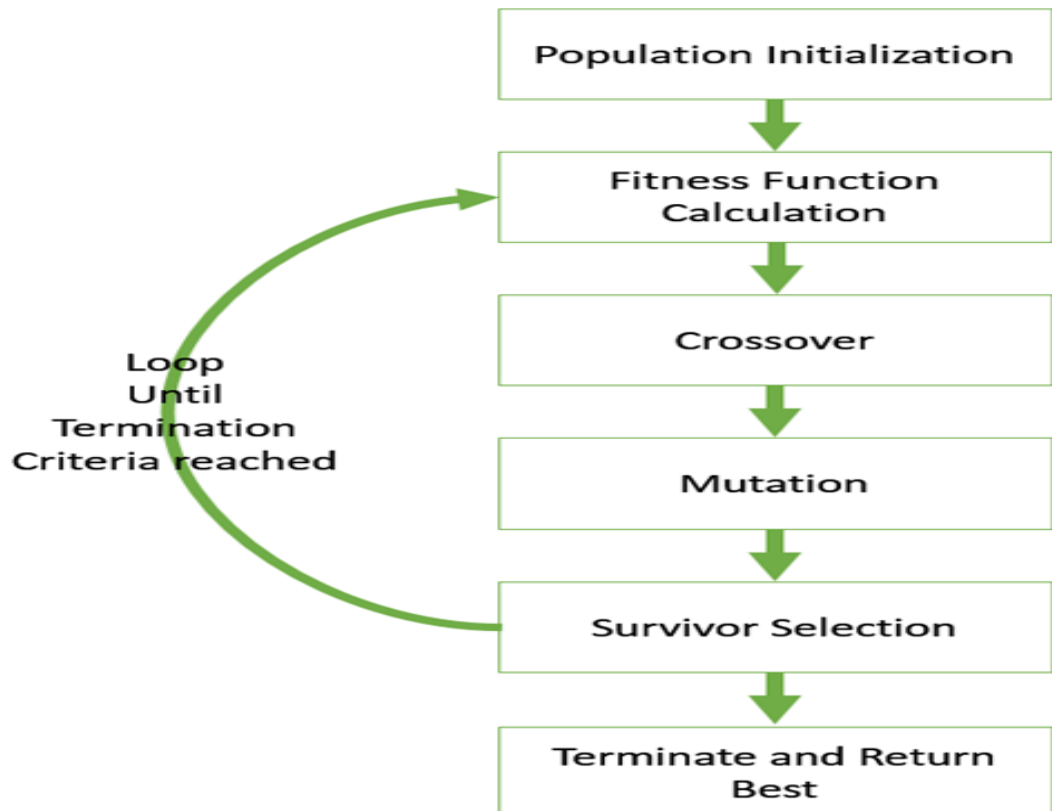 Population Initialization
Fitness Function
Calculation
Crossover
Loop
Until
Termination
Criteria reached
Mutation
Survivor Selection
Terminate and Return
Best